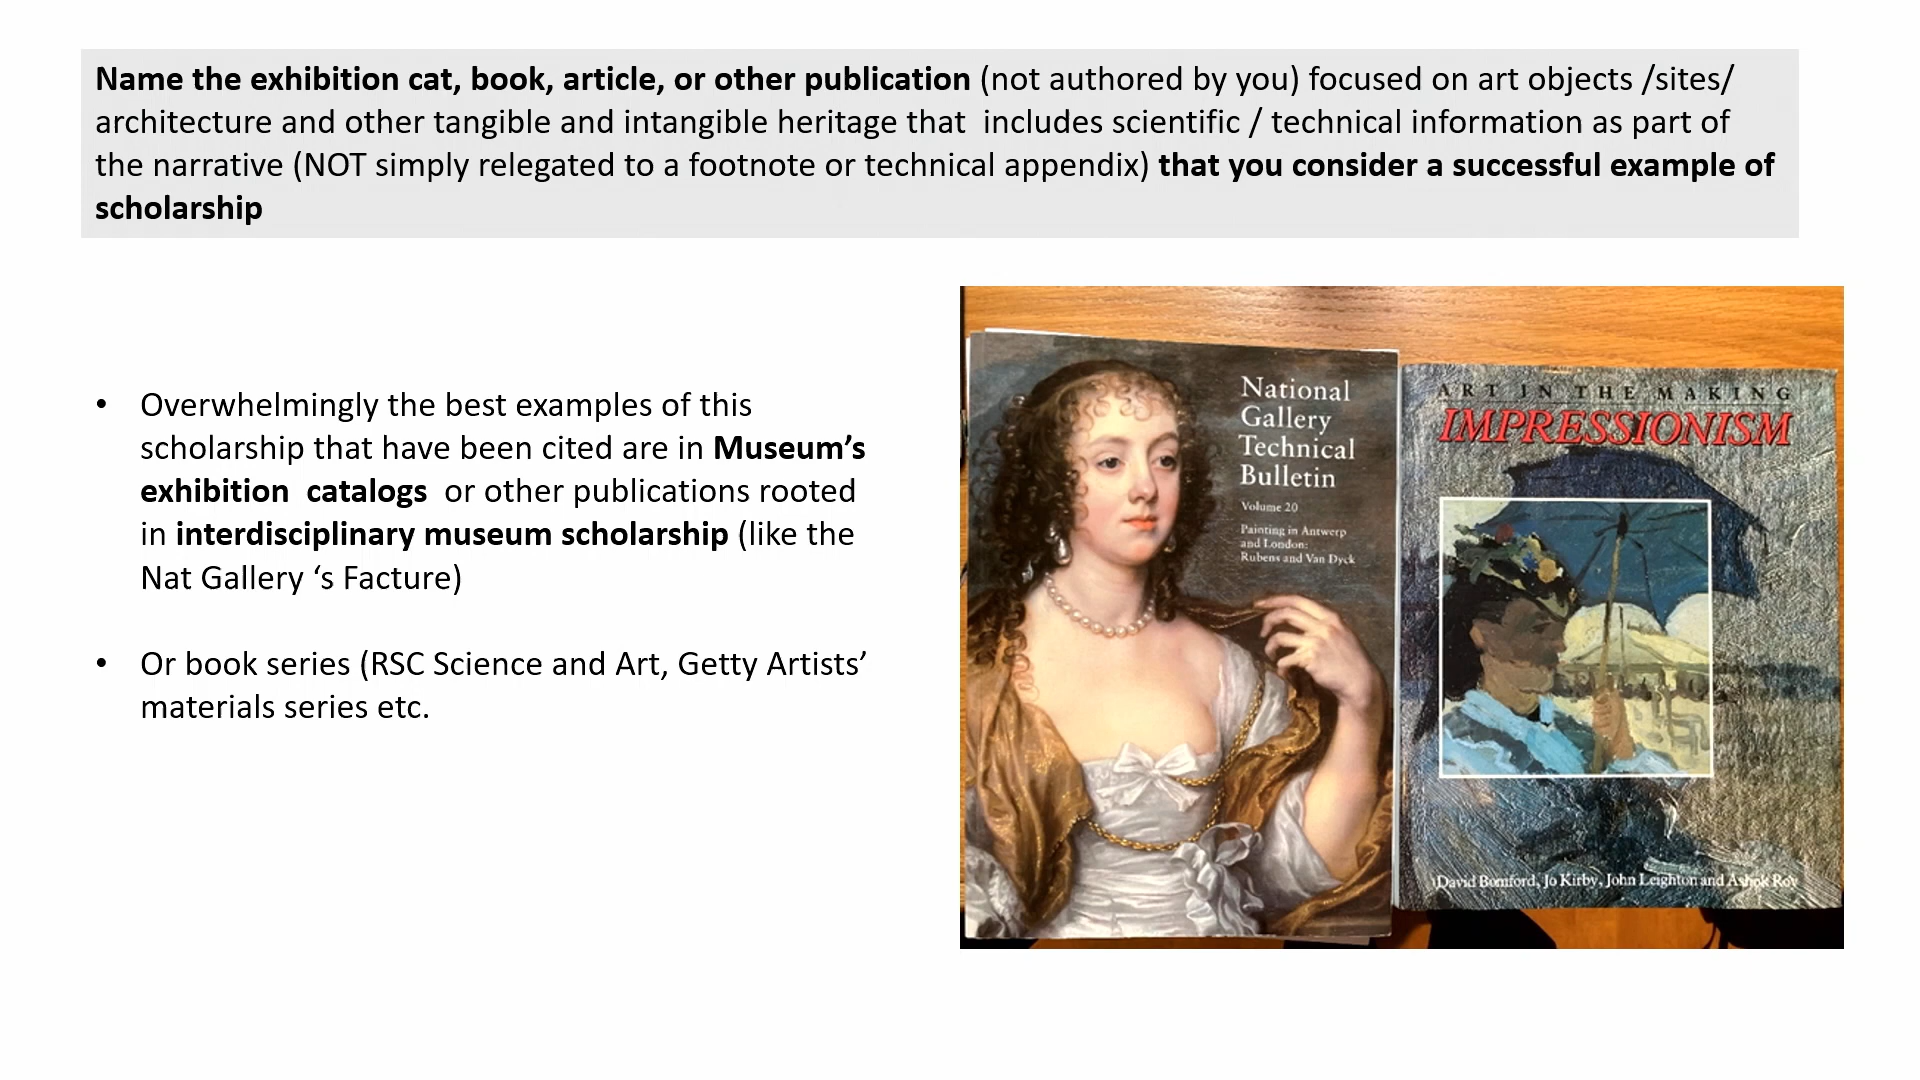 Name the exhibition cat, book, article, or other publication (not authored by you) focused on art objects /sites/
architecture and other tangible and intangible heritage that  includes scientific / technical information as part of
the narrative (NOT simply relegated to a footnote or technical appendix) that you consider a successful example of
scholarship
• Overwhelmingly the best examples of this
scholarship that have been cited are in Museum’s
exhibition  catalogs  or other publications rooted
in interdisciplinary museum scholarship (like the
Nat Gallery ‘s Facture)
• Or book series (RSC Science and Art, Getty Artists’
materials series etc.
National
Gallery
Technical
Bulletin
Volume 20
Painting in Antwerp
and London:
Rubens and Van Dyck
ART IN THE MAKING
IMPRESSIONISM
David Bomford, Jo Kirby, John Leighton and Ashok Roy